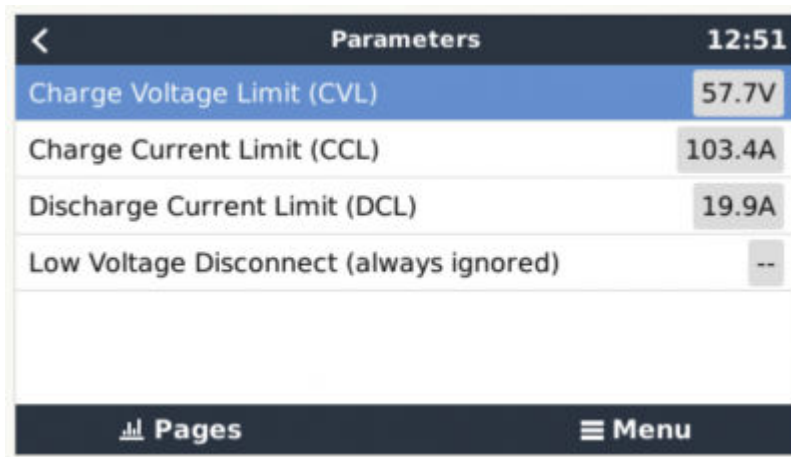 Parameters 12:51
Charge Voltage Limit (CVL) 57.7V
Charge Current Limit (CCL) 103.4A
Discharge Current Limit (DCL) 19.9A
Low Voltage Disconnect (always ignored) --
Pages Menu